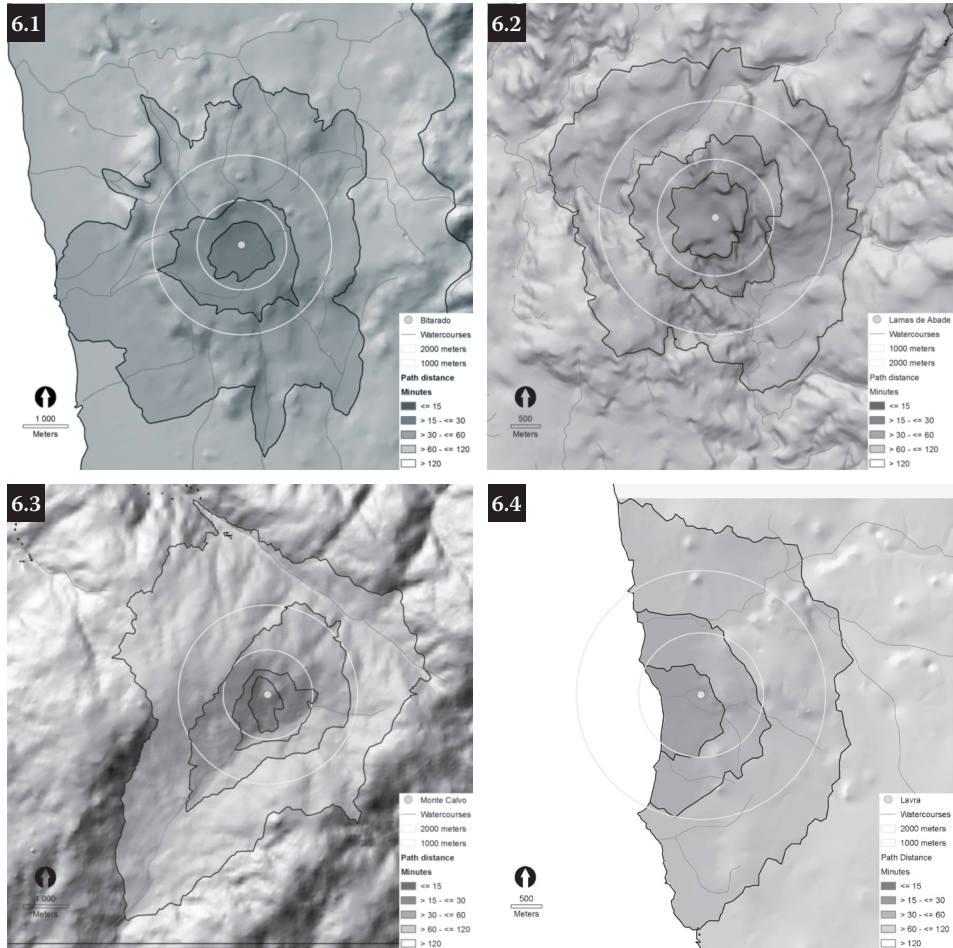 6.1
Bitarado
Watercourses
2000 meters
1000 meters
Path distance
Minutes
<= 15
> 15 - <= 30
> 30 - <= 60
> 60 - <= 120
> 120
1 000
Meters
6.2
Lamas de Abade
Watercourses
1000 meters
2000 meters
Path distance
Minutes
<= 15
> 15 - <= 30
> 30 - <= 60
> 60 - <= 120
> 120
500
Meters
6.3
Monte Calvo
Watercourses
2000 meters
1000 meters
Path distance
Minutes
<= 15
> 15 - <= 30
> 30 - <= 60
> 60 - <= 120
> 120
1 000
Meters
6.4
Lavra
Watercourses
2000 meters
1000 meters
Path Distance
Minutes
<= 15
> 15 - <= 30
> 30 - <= 60
> 60 - <= 120
> 120
500
Meters